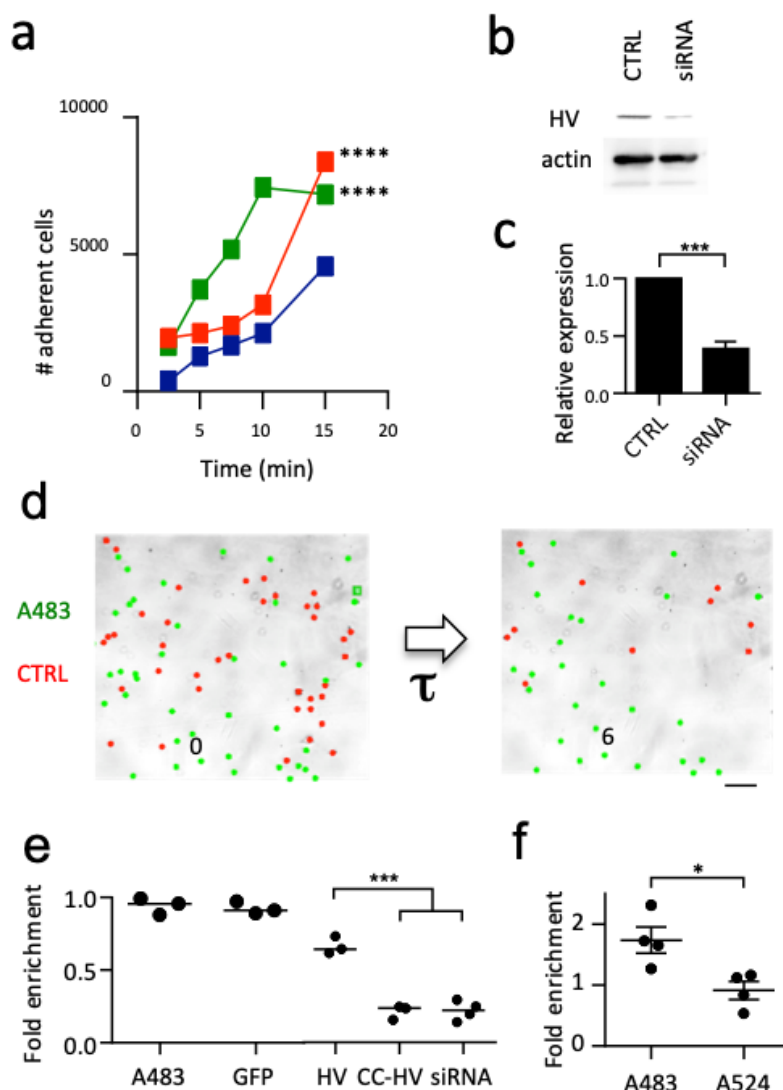 a
10000
5000
0
# adherent cells
****
****
0 5 10 15 20
Time (min)
b
CTRL siRNA
HV
actin
c
***
Relative expression
1.0
0.5
0.0
CTRL siRNA
d
A483
CTRL
0
τ
6
e
Fold enrichment
1.0
0.5
0.0
***
A483 GFP HV CC-HV siRNA
f
Fold enrichment
*
2
1
0
A483 A524